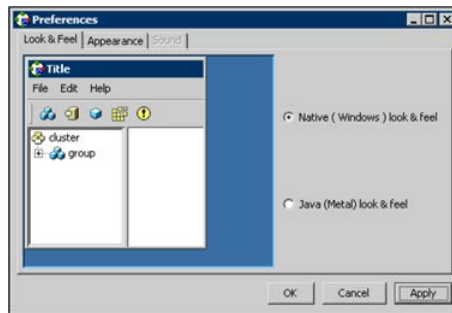 Preferences
Look & Feel Appearance Sound
Title
File Edit Help
cluster
group
Native ( Windows ) look & feel
Java (Metal) look & feel
OK Cancel Apply